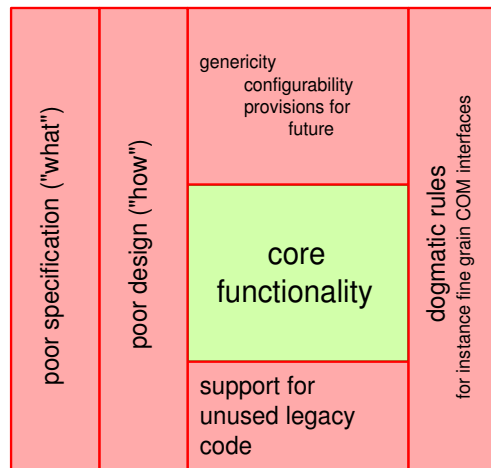 poor specification ("what")
poor design ("how")
genericity
configurability
provisions for
future
core
functionality
support for
unused legacy
code
dogmatic rules
for instance fine grain COM interfaces